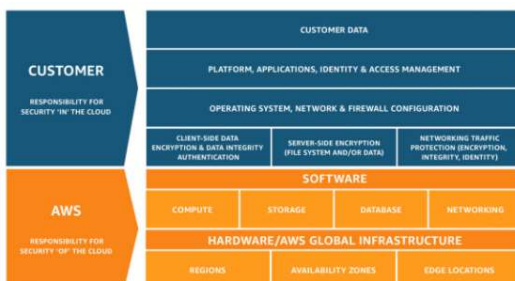 CUSTOMER
RESPONSIBILITY FOR
SECURITY 'IN' THE CLOUD
CUSTOMER DATA
PLATFORM, APPLICATIONS, IDENTITY & ACCESS MANAGEMENT
OPERATING SYSTEM, NETWORK & FIREWALL CONFIGURATION
CLIENT-SIDE DATA
ENCRYPTION & DATA INTEGRITY
AUTHENTICATION
SERVER-SIDE ENCRYPTION
(FILE SYSTEM AND/OR DATA)
NETWORKING TRAFFIC
PROTECTION (ENCRYPTION,
INTEGRITY, IDENTITY)
AWS
RESPONSIBILITY FOR
SECURITY 'OF' THE CLOUD
SOFTWARE
COMPUTE
STORAGE
DATABASE
NETWORKING
HARDWARE/AWS GLOBAL INFRASTRUCTURE
REGIONS
AVAILABILITY ZONES
EDGE LOCATIONS